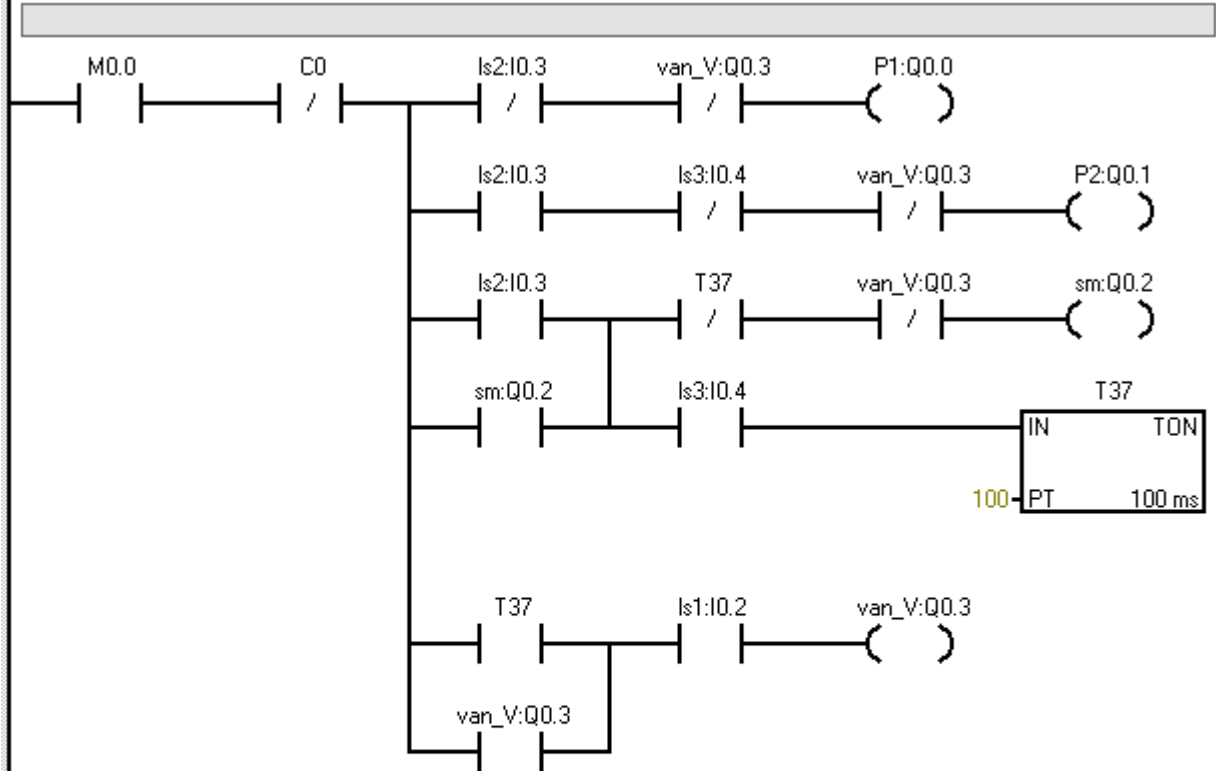 M0.0 C0 ls2:I0.3 van_V:Q0.3 P1:Q0.0
/ / /
ls2:I0.3 ls3:I0.4 van_V:Q0.3 P2:Q0.1
/ /
ls2:I0.3 T37 van_V:Q0.3 sm:Q0.2
/ /
sm:Q0.2 ls3:I0.4 T37
IN TON
100 PT 100 ms
T37 ls1:I0.2 van_V:Q0.3
van_V:Q0.3